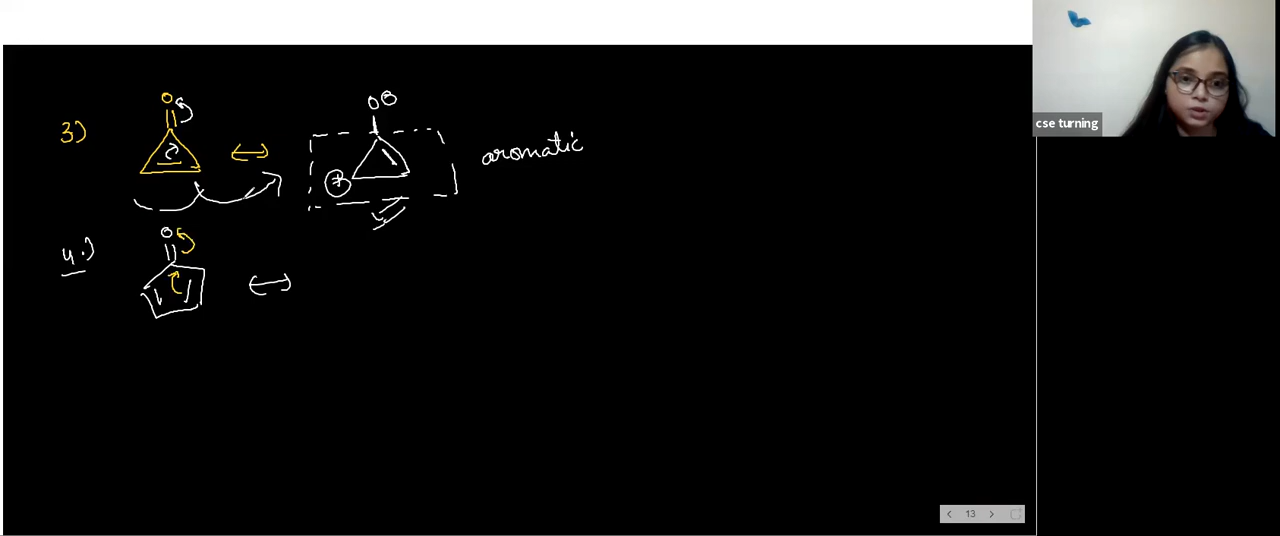 3)
O
↔
O⊖
⊕
aromatic
4.)
O
↔
cse turning
13